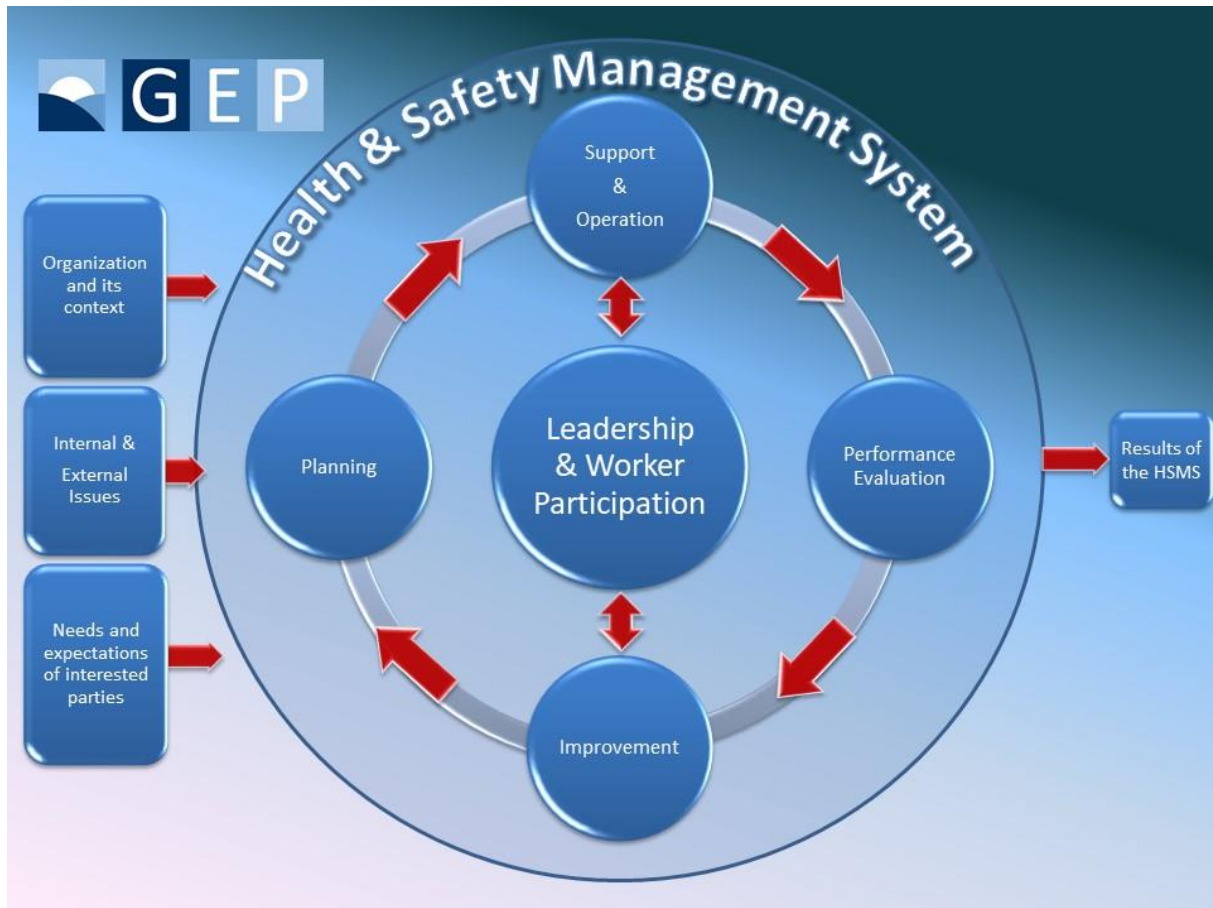 GEP
Health & Safety Management System
Organization
and its
context
Internal &
External
Issues
Needs and
expectations
of interested
parties
Support
&
Operation
Planning
Leadership
& Worker
Participation
Performance
Evaluation
Improvement
Results of
the HSMS